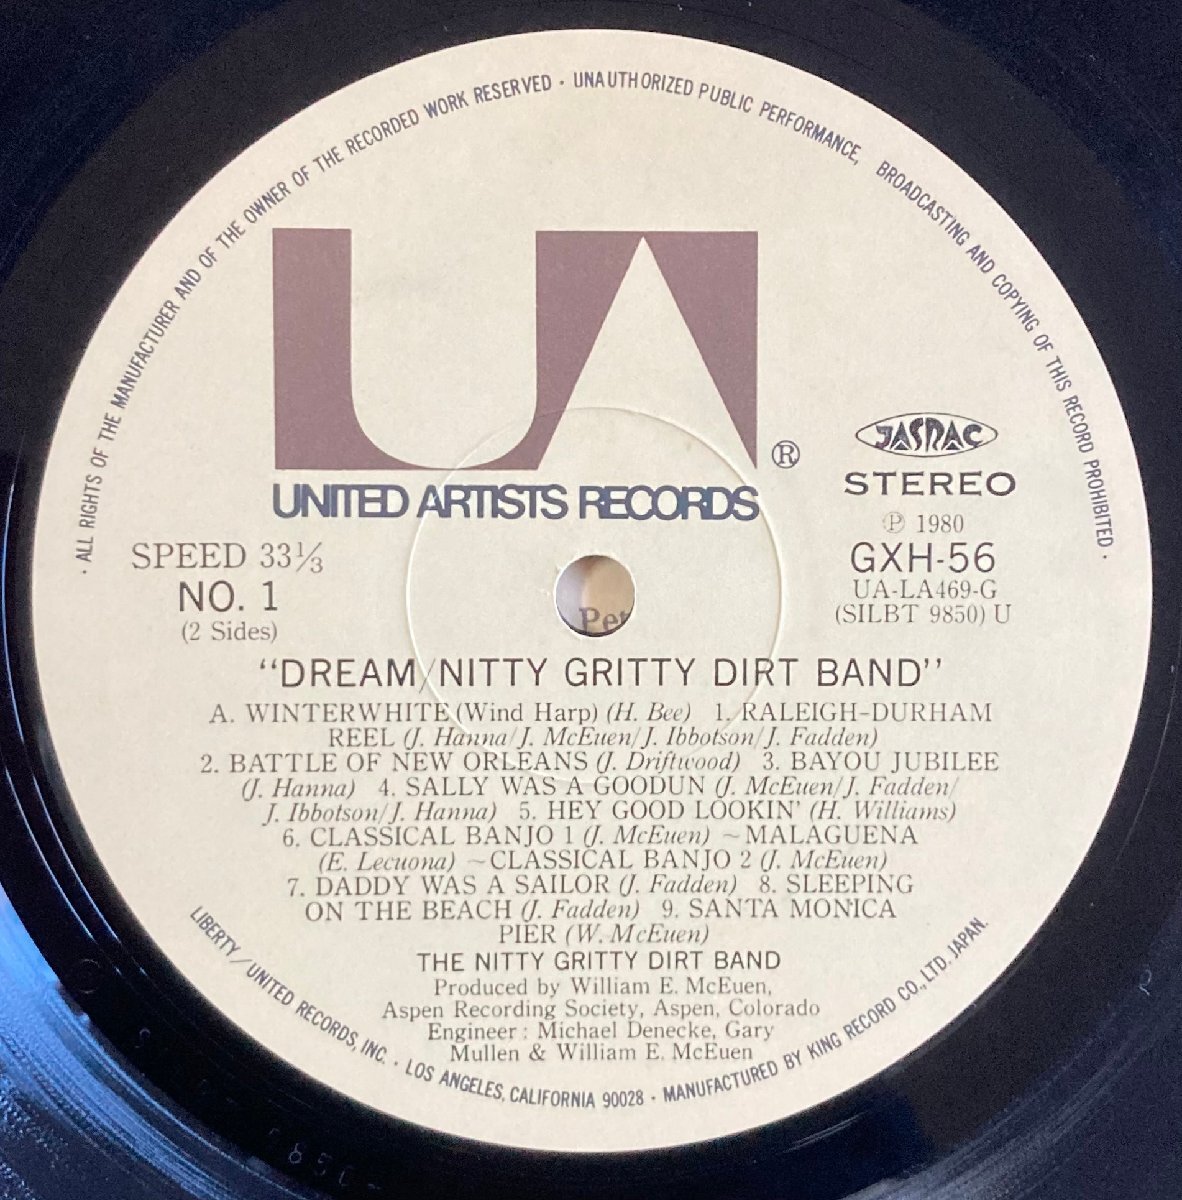 · ALL RIGHTS OF THE MANUFACTURER AND OF THE OWNER OF THE RECORDED WORK RESERVED · UNAUTHORIZED PUBLIC PERFORMANCE, BROADCASTING AND COPYING OF THIS RECORD PROHIBITED ·
UA
®
UNITED ARTISTS RECORDS
JASRAC
STEREO
℗ 1980
SPEED 33⅓
GXH-56
NO. 1
UA-LA469-G
(2 Sides)
(SILBT 9850) U
Pet
"DREAM/NITTY GRITTY DIRT BAND"
A. WINTERWHITE (Wind Harp) (H. Bee) 1. RALEIGH-DURHAM
REEL (J. Hanna/J. McEuen/J. Ibbotson/J. Fadden)
2. BATTLE OF NEW ORLEANS (J. Driftwood) 3. BAYOU JUBILEE
(J. Hanna) 4. SALLY WAS A GOODUN (J. McEuen/J. Fadden/
J. Ibbotson/J. Hanna) 5. HEY GOOD LOOKIN' (H. Williams)
6. CLASSICAL BANJO 1 (J. McEuen) ~MALAGUENA
(E. Lecuona) ~CLASSICAL BANJO 2 (J. McEuen)
7. DADDY WAS A SAILOR (J. Fadden) 8. SLEEPING
ON THE BEACH (J. Fadden) 9. SANTA MONICA
PIER (W. McEuen)
THE NITTY GRITTY DIRT BAND
Produced by William E. McEuen,
Aspen Recording Society, Aspen, Colorado
Engineer : Michael Denecke, Gary
Mullen & William E. McEuen
LIBERTY/UNITED RECORDS, INC. · LOS ANGELES, CALIFORNIA 90028 · MANUFACTURED BY KING RECORD CO., LTD. JAPAN.